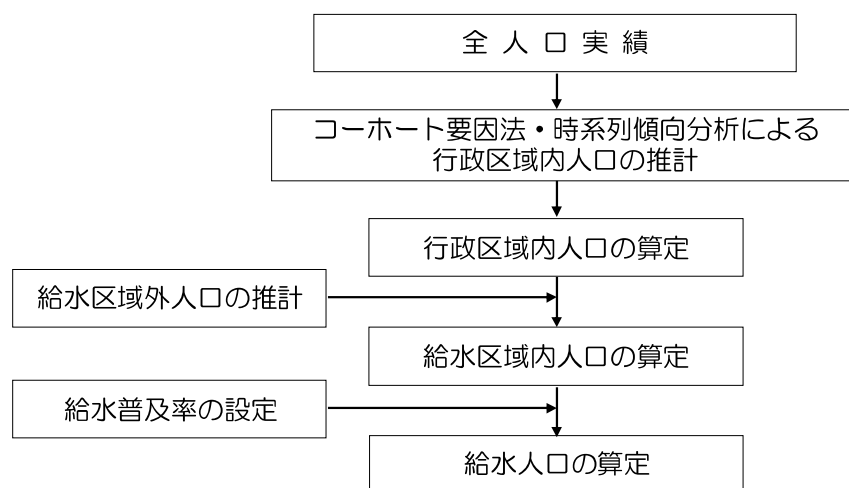 全人口実績
コーホート要因法・時系列傾向分析による
行政区域内人口の推計
行政区域内人口の算定
給水区域外人口の推計
給水区域内人口の算定
給水普及率の設定
給水人口の算定